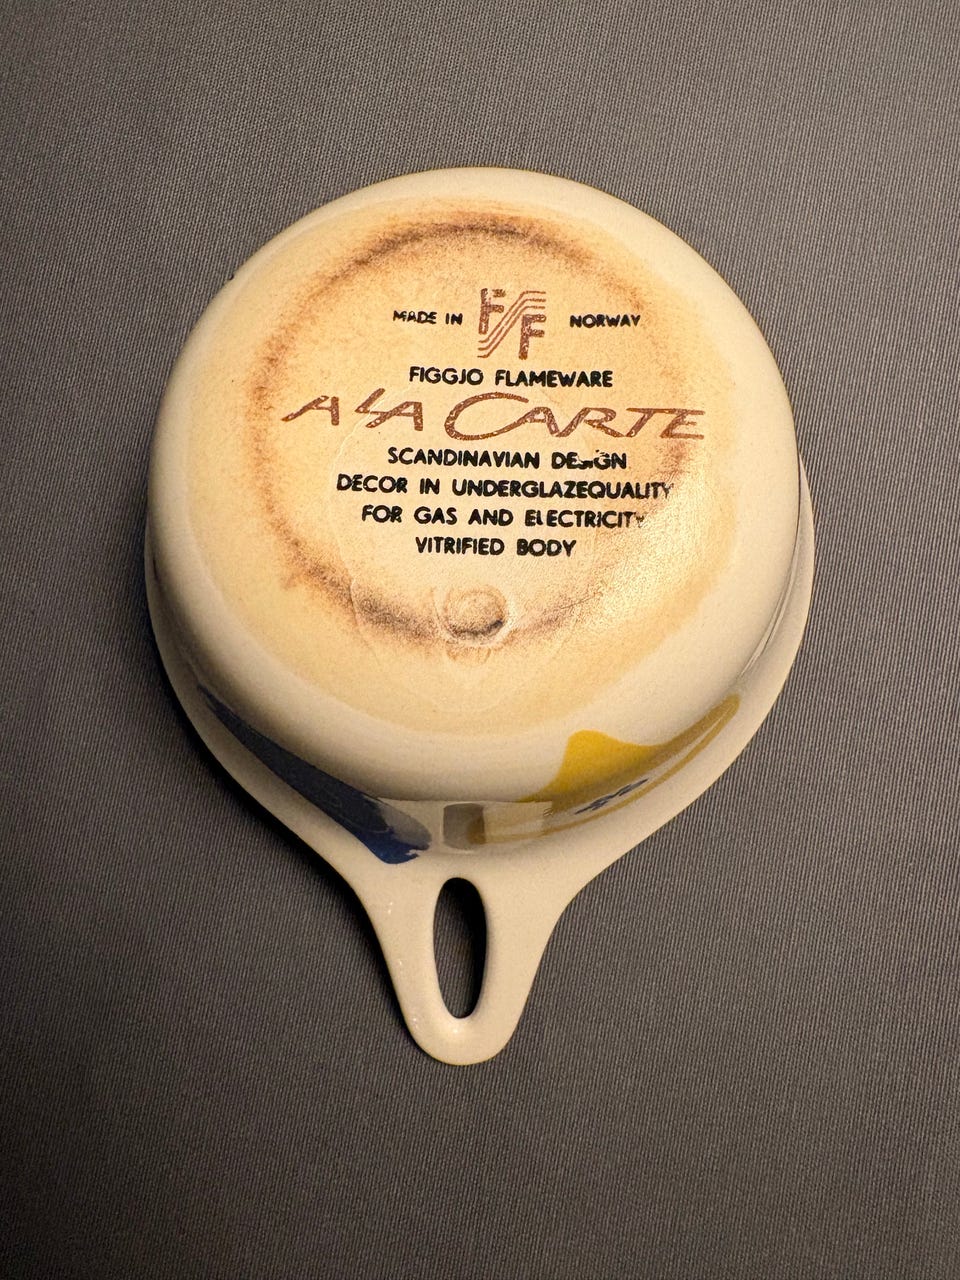 MADE IN FF NORWAY
FIGGJO FLAMEWARE
A LA CARTE
SCANDINAVIAN DESIGN
DECOR IN UNDERGLAZEQUALITY
FOR GAS AND ELECTRICITY
VITRIFIED BODY